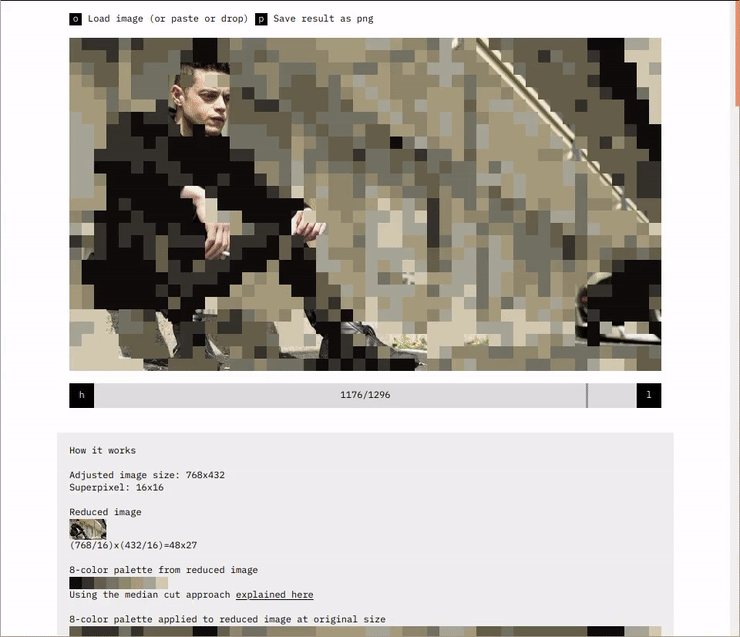 o Load image (or paste or drop) p Save result as png
h 1176/1296 l
How it works
Adjusted image size: 768x432
Superpixel: 16x16
Reduced image
(768/16)x(432/16)=48x27
8-color palette from reduced image
Using the median cut approach explained here
8-color palette applied to reduced image at original size